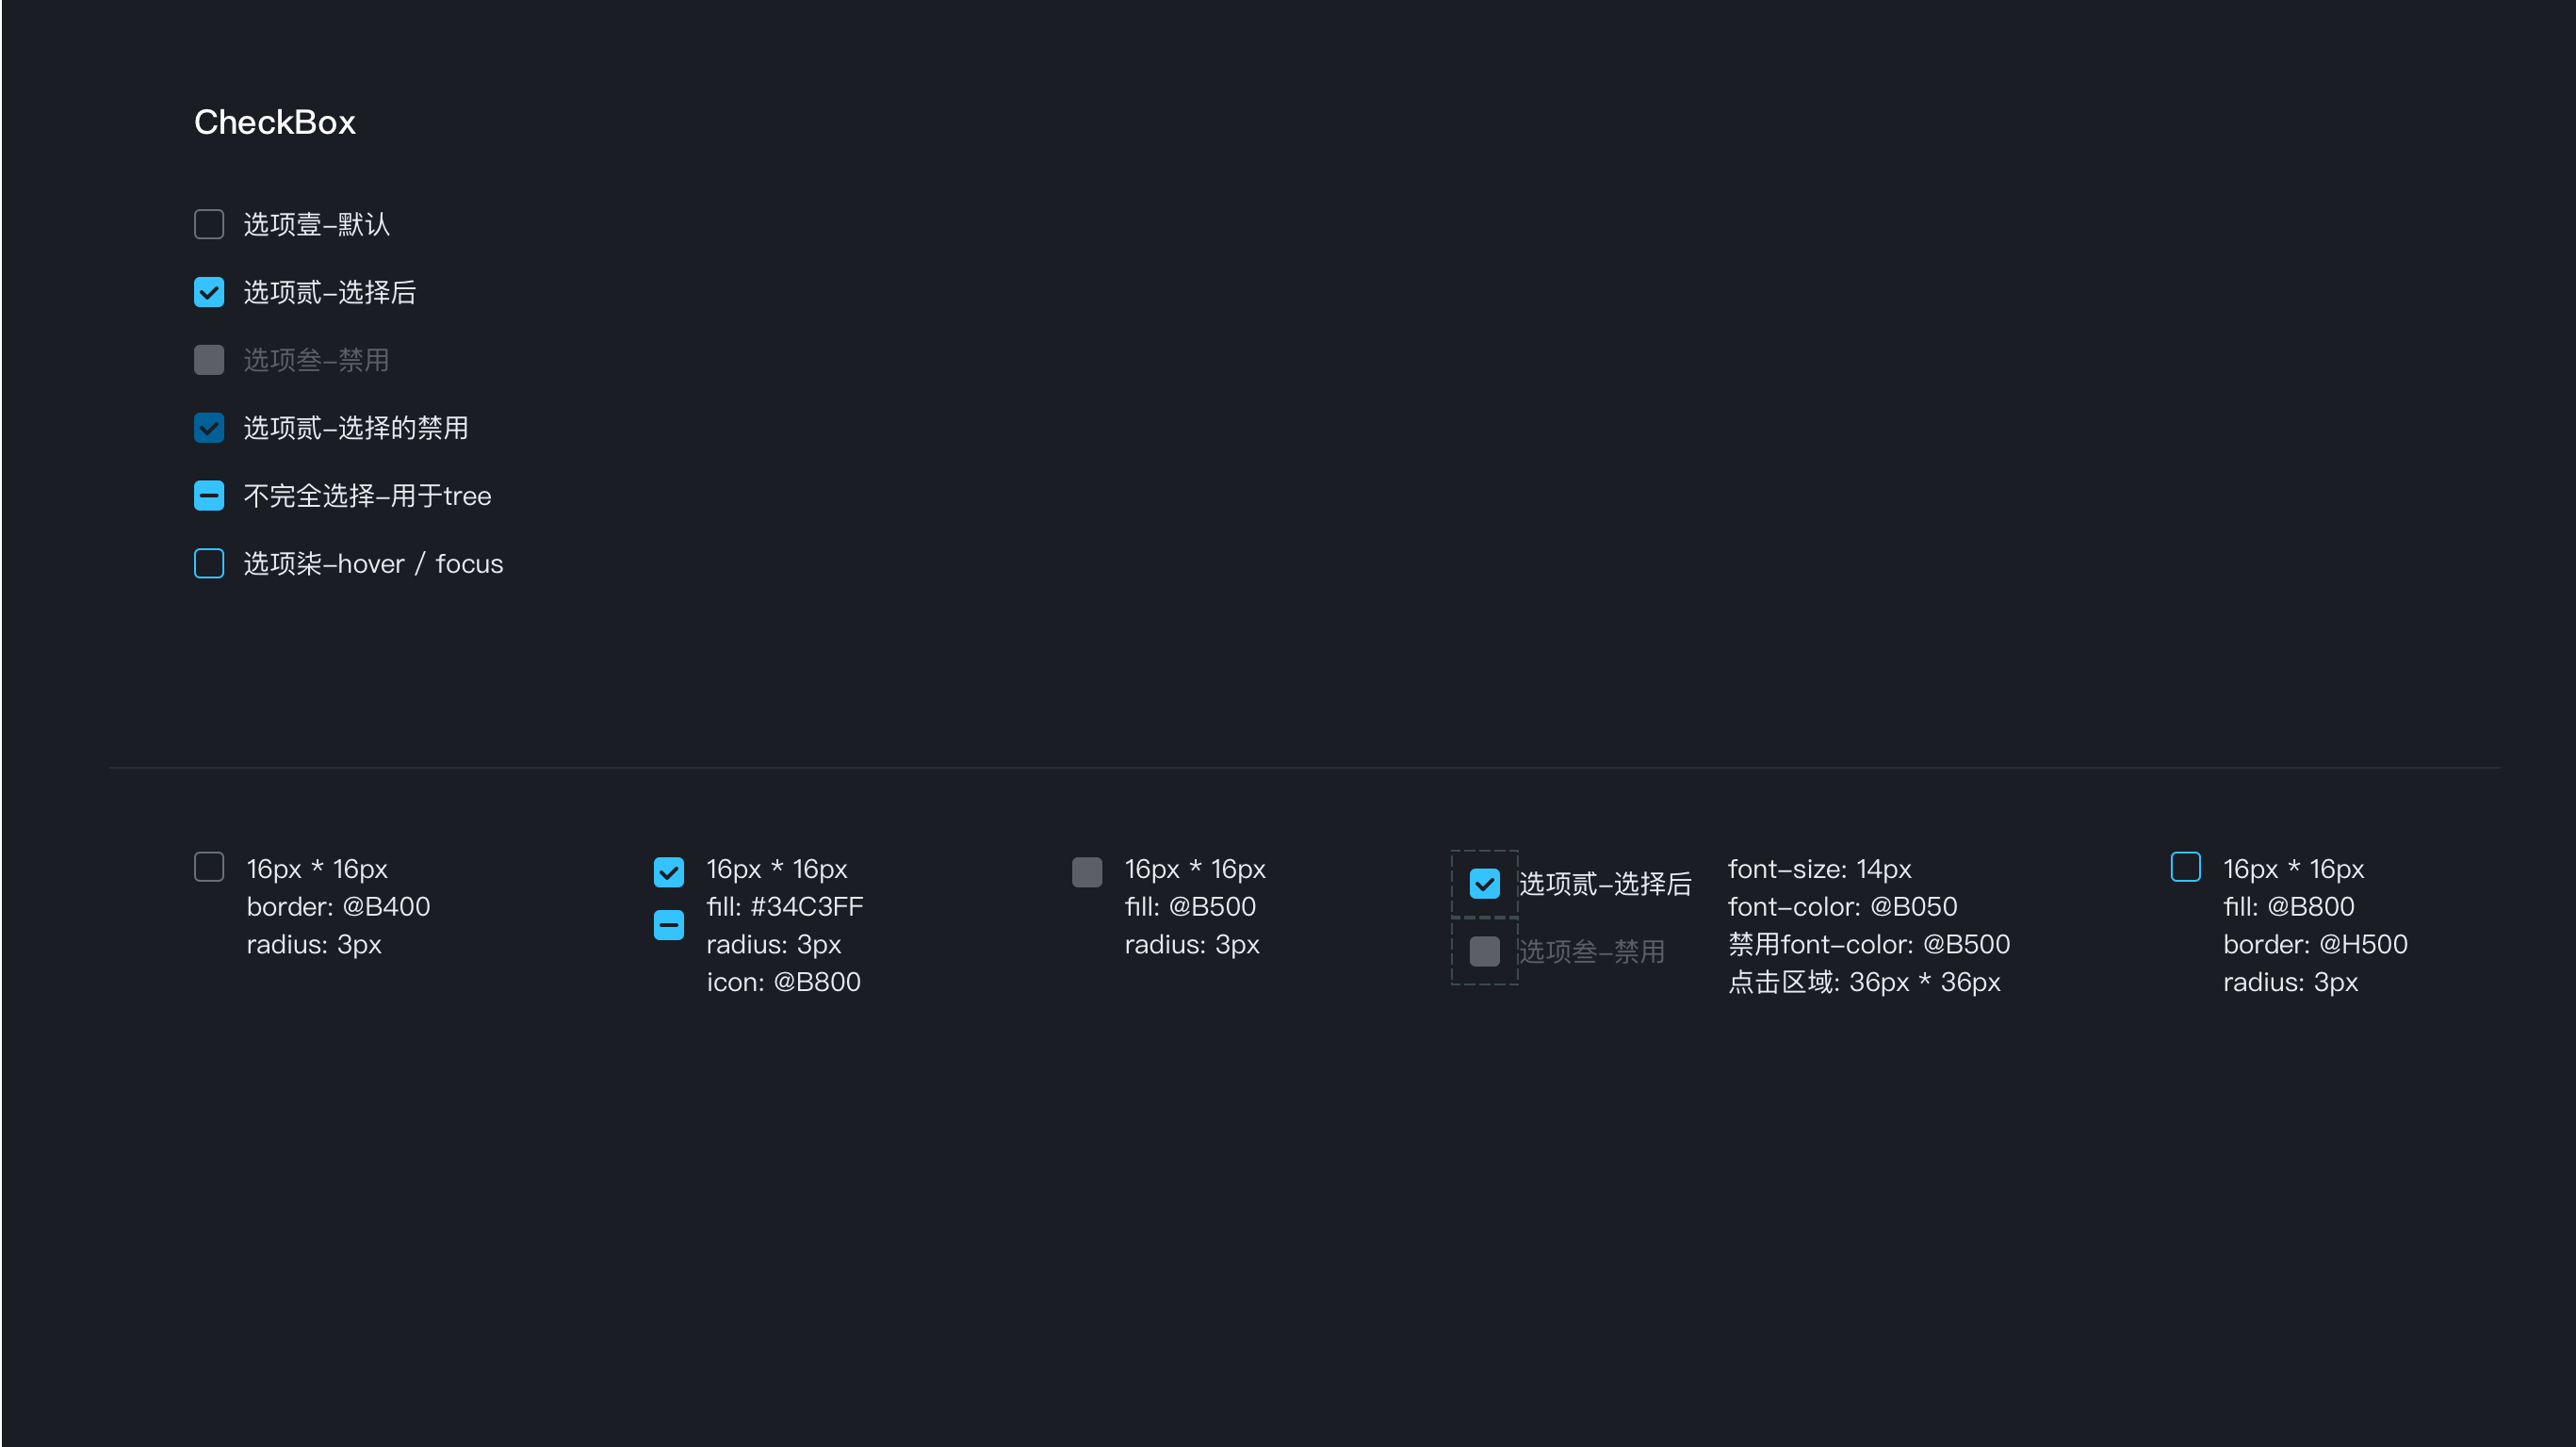 CheckBox
选项壹-默认
选项贰-选择后
选项叁-禁用
选项贰-选择的禁用
不完全选择-用于tree
选项柒-hover / focus
16px * 16px
border: @B400
radius: 3px
16px * 16px
fill: #34C3FF
radius: 3px
icon: @B800
16px * 16px
fill: @B500
radius: 3px
选项贰-选择后
选项叁-禁用
font-size: 14px
font-color: @B050
禁用font-color: @B500
点击区域: 36px * 36px
16px * 16px
fill: @B800
border: @H500
radius: 3px